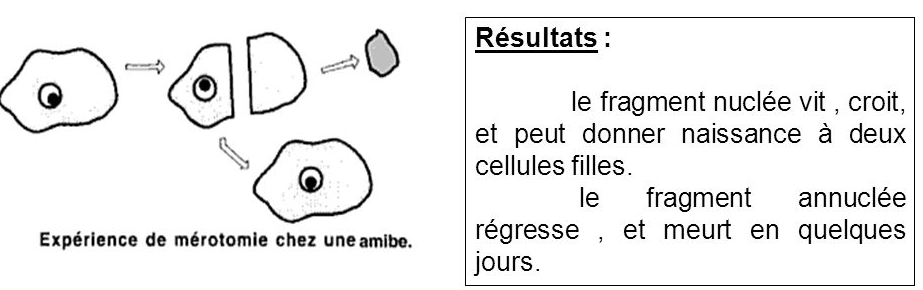 Expérience de mérotomie chez une amibe.
Résultats :
le fragment nuclée vit , croit,
et peut donner naissance à deux
cellules filles.
le fragment annuclée
régresse , et meurt en quelques
jours.